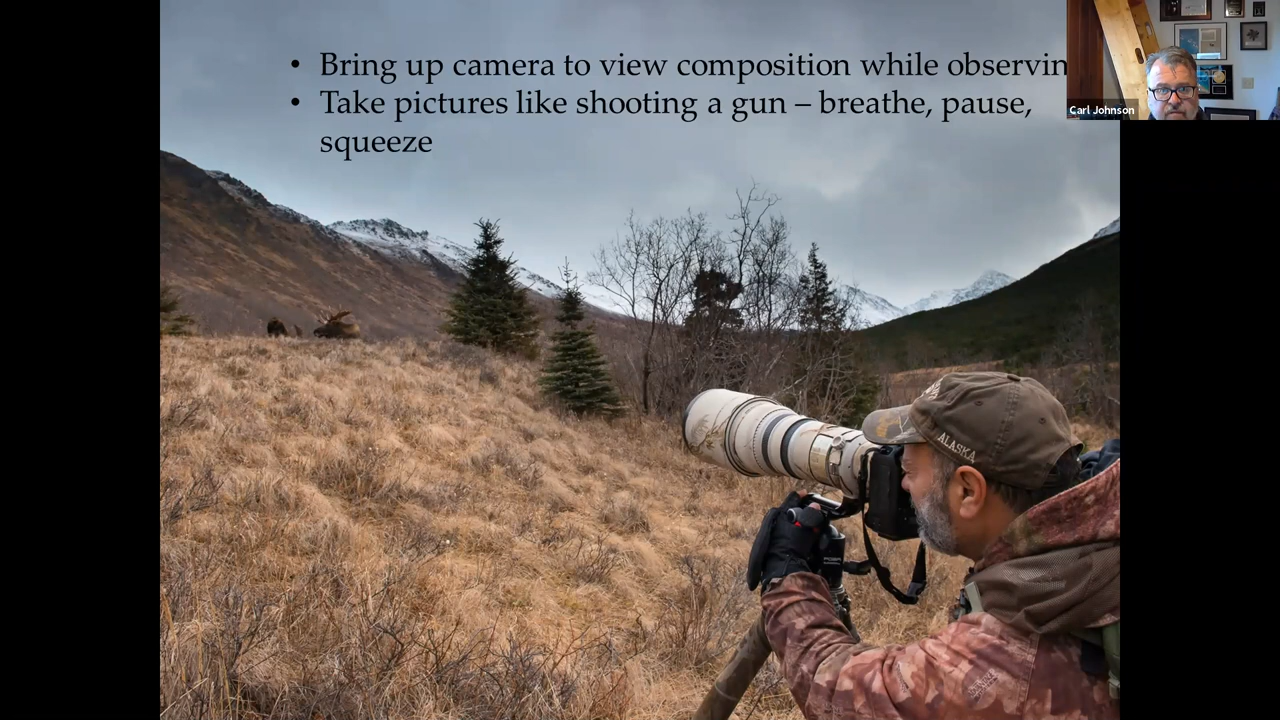 • Bring up camera to view composition while observin
• Take pictures like shooting a gun – breathe, pause,
squeeze
Carl Johnson
ALASKA